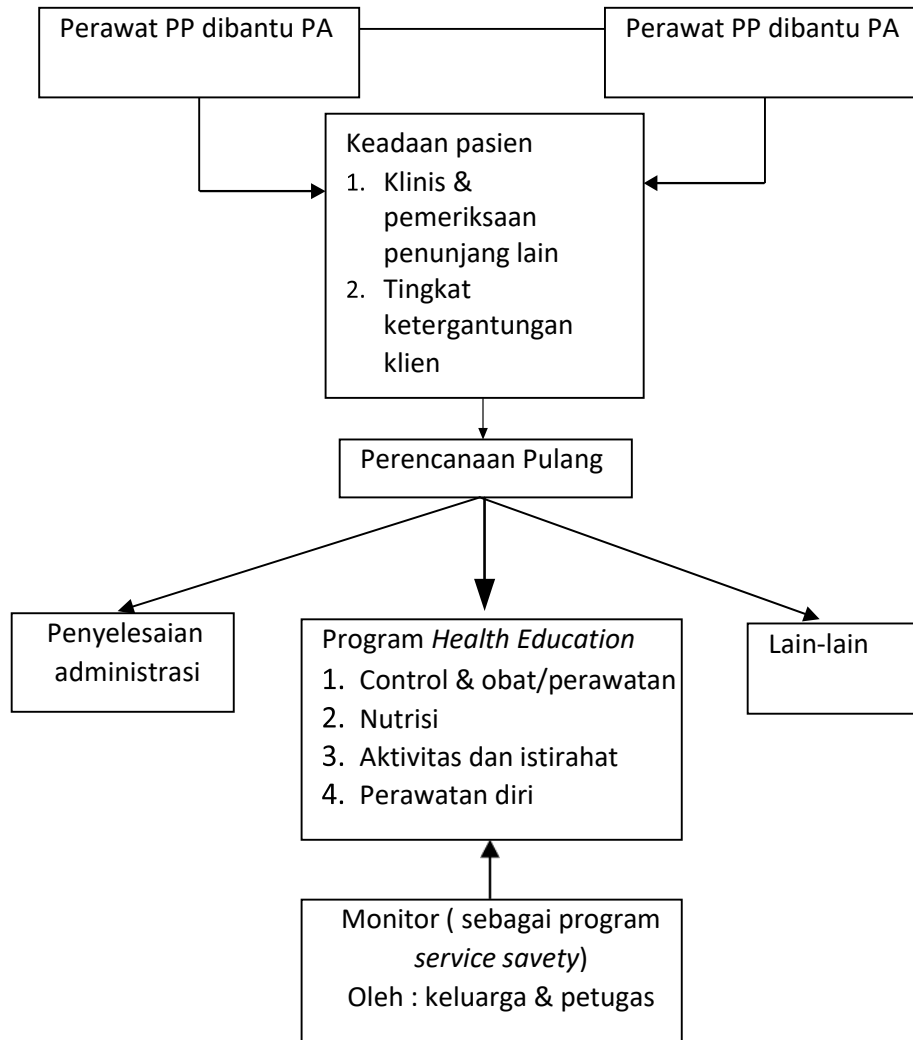 Perawat PP dibantu PA
Perawat PP dibantu PA
Keadaan pasien
1. Klinis &
pemeriksaan
penunjang lain
2. Tingkat
ketergantungan
klien
Perencanaan Pulang
Penyelesaian
administrasi
Program Health Education
1. Control & obat/perawatan
2. Nutrisi
3. Aktivitas dan istirahat
4. Perawatan diri
Lain-lain
Monitor ( sebagai program
service savety)
Oleh : keluarga & petugas